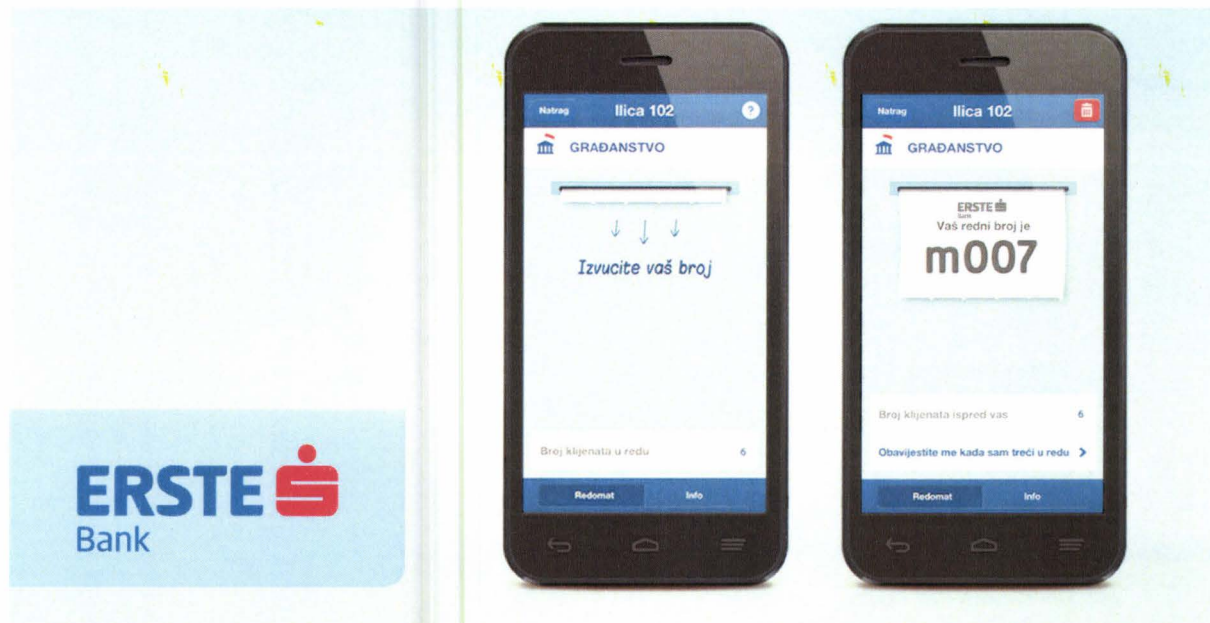 ERSTE
Bank
Natrag
Ilica 102
?
GRAĐANSTVO
Izvucite vaš broj
Broj klijenata u redu
6
Redomat
Info
Natrag
Ilica 102
GRAĐANSTVO
ERSTE
Bank
Vaš redni broj je
m007
Broj klijenata ispred vas
6
Obavijestite me kada sam treći u redu >
Redomat
Info